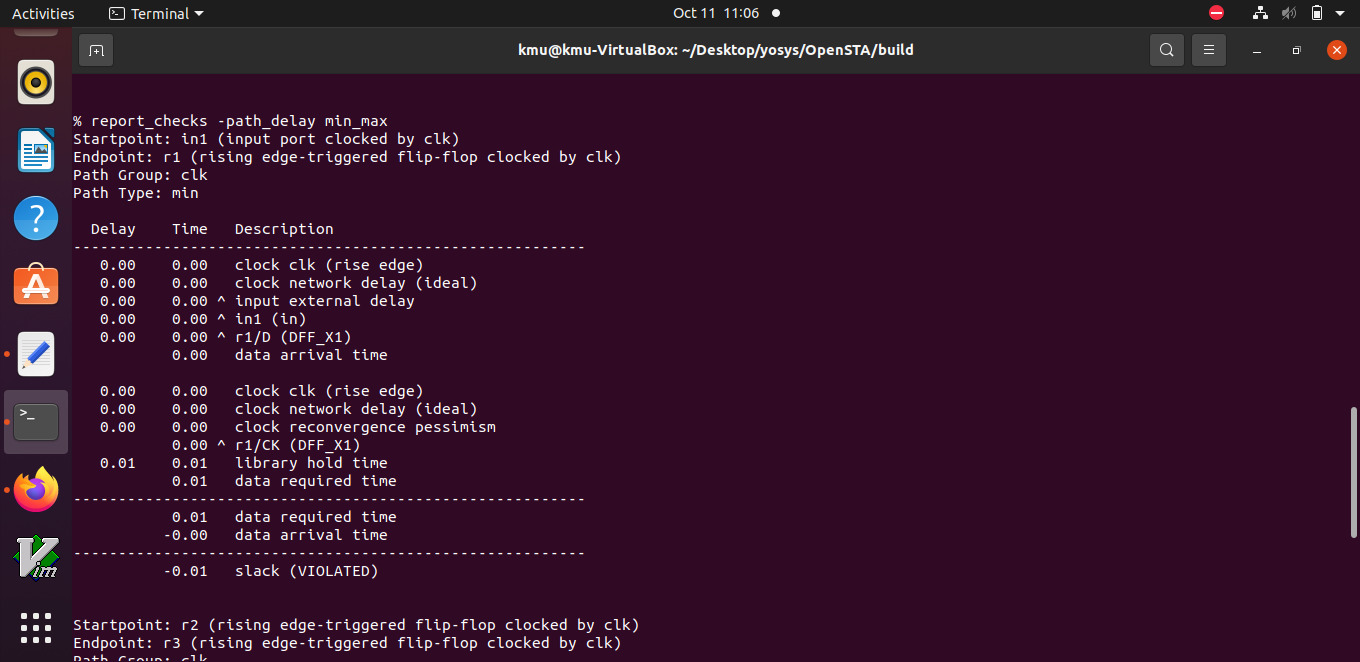 Activities
Terminal
Oct 11 11:06
kmu@kmu-VirtualBox: ~/Desktop/yosys/OpenSTA/build
% report_checks -path_delay min_max
Startpoint: in1 (input port clocked by clk)
Endpoint: r1 (rising edge-triggered flip-flop clocked by clk)
Path Group: clk
Path Type: min
  Delay    Time   Description
---------------------------------------------------------
   0.00    0.00   clock clk (rise edge)
   0.00    0.00   clock network delay (ideal)
   0.00    0.00 ^ input external delay
   0.00    0.00 ^ in1 (in)
   0.00    0.00 ^ r1/D (DFF_X1)
           0.00   data arrival time
   0.00    0.00   clock clk (rise edge)
   0.00    0.00   clock network delay (ideal)
   0.00    0.00   clock reconvergence pessimism
           0.00 ^ r1/CK (DFF_X1)
   0.01    0.01   library hold time
           0.01   data required time
---------------------------------------------------------
           0.01   data required time
          -0.00   data arrival time
---------------------------------------------------------
          -0.01   slack (VIOLATED)
Startpoint: r2 (rising edge-triggered flip-flop clocked by clk)
Endpoint: r3 (rising edge-triggered flip-flop clocked by clk)
Path Group: clk